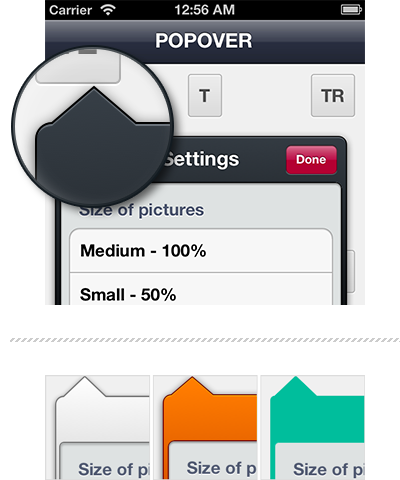 Carrier 12:56 AM
POPOVER
T TR
Settings Done
Size of pictures
Medium - 100%
Small - 50%
Size of pi Size of p Size of pi